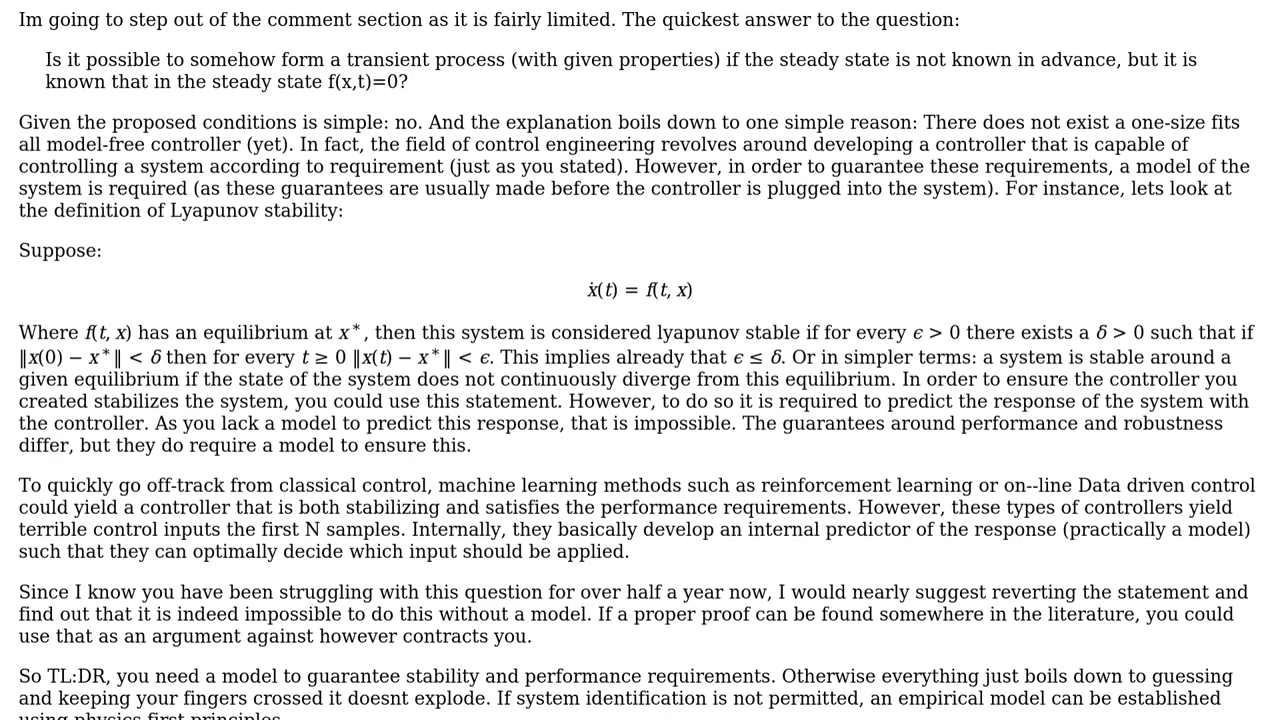 Im going to step out of the comment section as it is fairly limited. The quickest answer to the question:
Is it possible to somehow form a transient process (with given properties) if the steady state is not known in advance, but it is
known that in the steady state f(x,t)=0?
Given the proposed conditions is simple: no. And the explanation boils down to one simple reason: There does not exist a one-size fits
all model-free controller (yet). In fact, the field of control engineering revolves around developing a controller that is capable of
controlling a system according to requirement (just as you stated). However, in order to guarantee these requirements, a model of the
system is required (as these guarantees are usually made before the controller is plugged into the system). For instance, lets look at
the definition of Lyapunov stability:
Suppose:
ẋ(t) = f(t, x)
Where f(t, x) has an equilibrium at x*, then this system is considered lyapunov stable if for every ϵ > 0 there exists a δ > 0 such that if
∥x(0) − x*∥ < δ then for every t ≥ 0 ∥x(t) − x*∥ < ϵ. This implies already that ϵ ≤ δ. Or in simpler terms: a system is stable around a
given equilibrium if the state of the system does not continuously diverge from this equilibrium. In order to ensure the controller you
created stabilizes the system, you could use this statement. However, to do so it is required to predict the response of the system with
the controller. As you lack a model to predict this response, that is impossible. The guarantees around performance and robustness
differ, but they do require a model to ensure this.
To quickly go off-track from classical control, machine learning methods such as reinforcement learning or on--line Data driven control
could yield a controller that is both stabilizing and satisfies the performance requirements. However, these types of controllers yield
terrible control inputs the first N samples. Internally, they basically develop an internal predictor of the response (practically a model)
such that they can optimally decide which input should be applied.
Since I know you have been struggling with this question for over half a year now, I would nearly suggest reverting the statement and
find out that it is indeed impossible to do this without a model. If a proper proof can be found somewhere in the literature, you could
use that as an argument against however contracts you.
So TL:DR, you need a model to guarantee stability and performance requirements. Otherwise everything just boils down to guessing
and keeping your fingers crossed it doesnt explode. If system identification is not permitted, an empirical model can be established
using physics first principles.